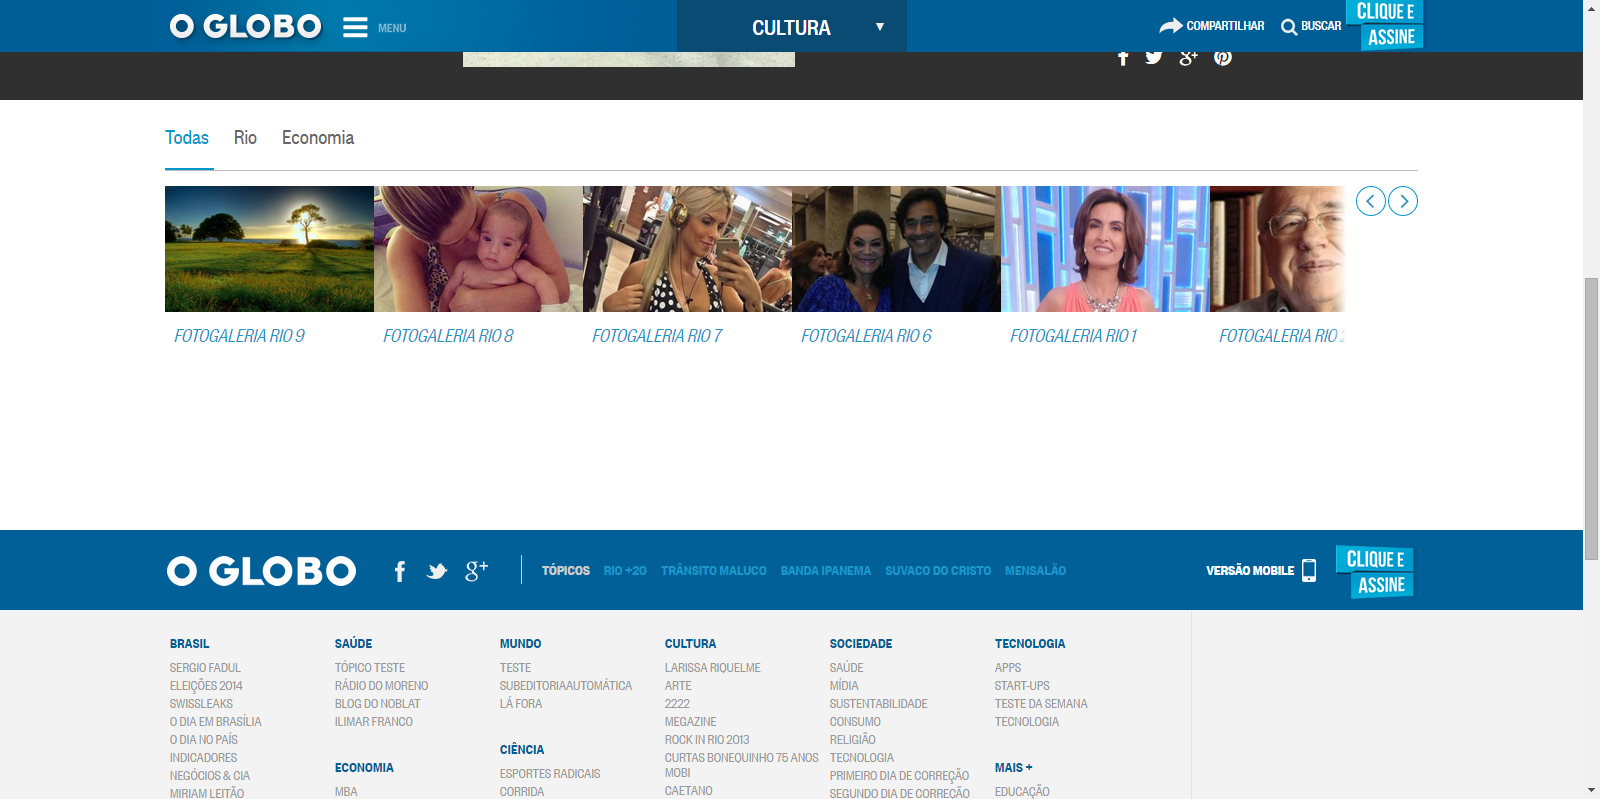 O GLOBO MENU CULTURA ▼ COMPARTILHAR BUSCAR CLIQUE E
ASSINE
Todas Rio Economia
FOTOGALERIA RIO 9 FOTOGALERIA RIO 8 FOTOGALERIA RIO 7 FOTOGALERIA RIO 6 FOTOGALERIA RIO 1 FOTOGALERIA RIO 2
O GLOBO TÓPICOS RIO +20 TRÂNSITO MALUCO BANDA IPANEMA SUVACO DO CRISTO MENSALÃO VERSÃO MOBILE CLIQUE E
ASSINE
BRASIL
SERGIO FADUL
ELEIÇÕES 2014
SWISSLEAKS
O DIA EM BRASÍLIA
O DIA NO PAÍS
INDICADORES
NEGÓCIOS & CIA
MIRIAM LEITÃO
SAÚDE
TÓPICO TESTE
RÁDIO DO MORENO
BLOG DO NOBLAT
ILIMAR FRANCO
ECONOMIA
MBA
MUNDO
TESTE
SUBEDITORIAAUTOMÁTICA
LÁ FORA
CIÊNCIA
ESPORTES RADICAIS
CORRIDA
CULTURA
LARISSA RIQUELME
ARTE
2222
MEGAZINE
ROCK IN RIO 2013
CURTAS BONEQUINHO 75 ANOS
MOBI
CAETANO
SOCIEDADE
SAÚDE
MÍDIA
SUSTENTABILIDADE
CONSUMO
RELIGIÃO
TECNOLOGIA
PRIMEIRO DIA DE CORREÇÃO
SEGUNDO DIA DE CORREÇÃO
TECNOLOGIA
APPS
START-UPS
TESTE DA SEMANA
TECNOLOGIA
MAIS +
EDUCAÇÃO